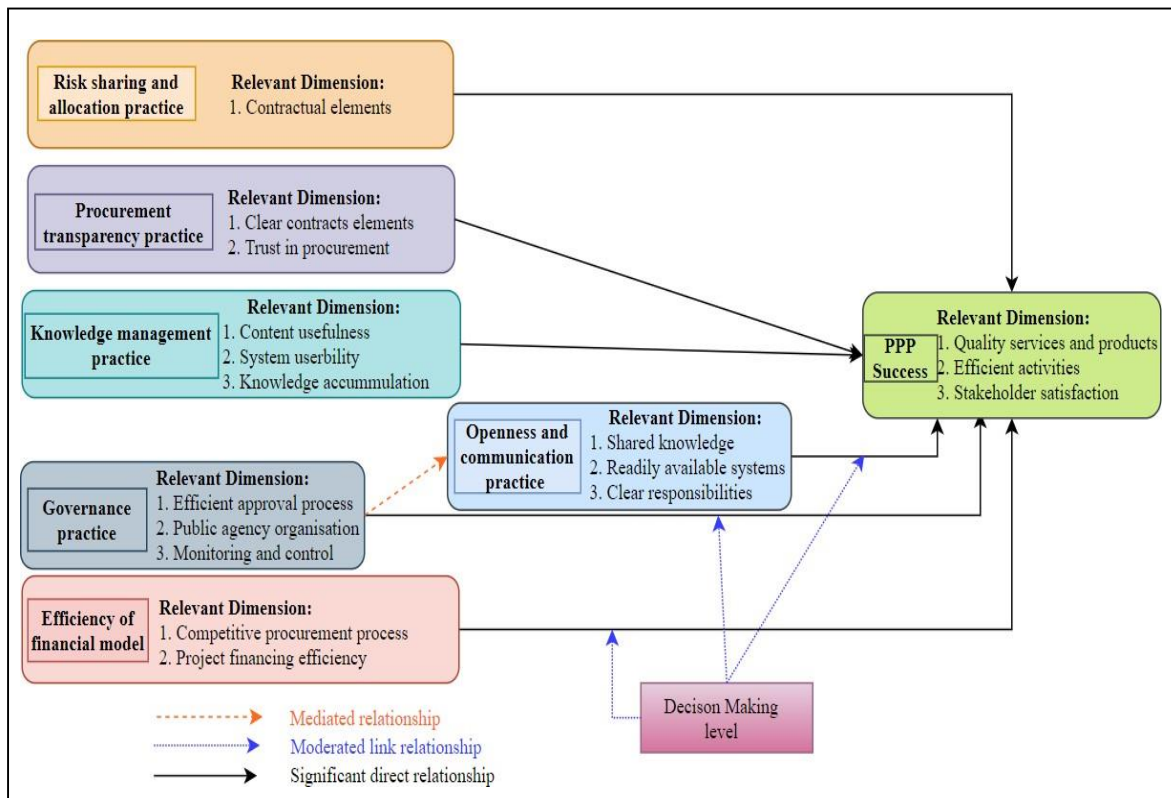 Risk sharing and
allocation practice
Relevant Dimension:
1. Contractual elements
Procurement
transparency practice
Relevant Dimension:
1. Clear contracts elements
2. Trust in procurement
Knowledge management
practice
Relevant Dimension:
1. Content usefulness
2. System userbility
3. Knowledge accummulation
PPP
Success
Relevant Dimension:
1. Quality services and products
2. Efficient activities
3. Stakeholder satisfaction
Openness and
communication
practice
Relevant Dimension:
1. Shared knowledge
2. Readily available systems
3. Clear responsibilities
Governance
practice
Relevant Dimension:
1. Efficient approval process
2. Public agency organisation
3. Monitoring and control
Efficiency of
financial model
Relevant Dimension:
1. Competitive procurement process
2. Project financing efficiency
Decison Making
level
Mediated relationship
Moderated link relationship
Significant direct relationship